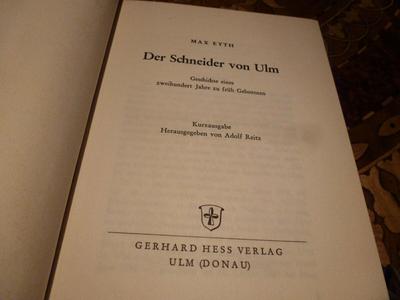 MAX EYTH
Der Schneider von Ulm
Geschichte eines
zweihundert Jahre zu früh Geborenen
Kurzausgabe
Herausgegeben von Adolf Reitz
GERHARD HESS VERLAG
ULM (DONAU)